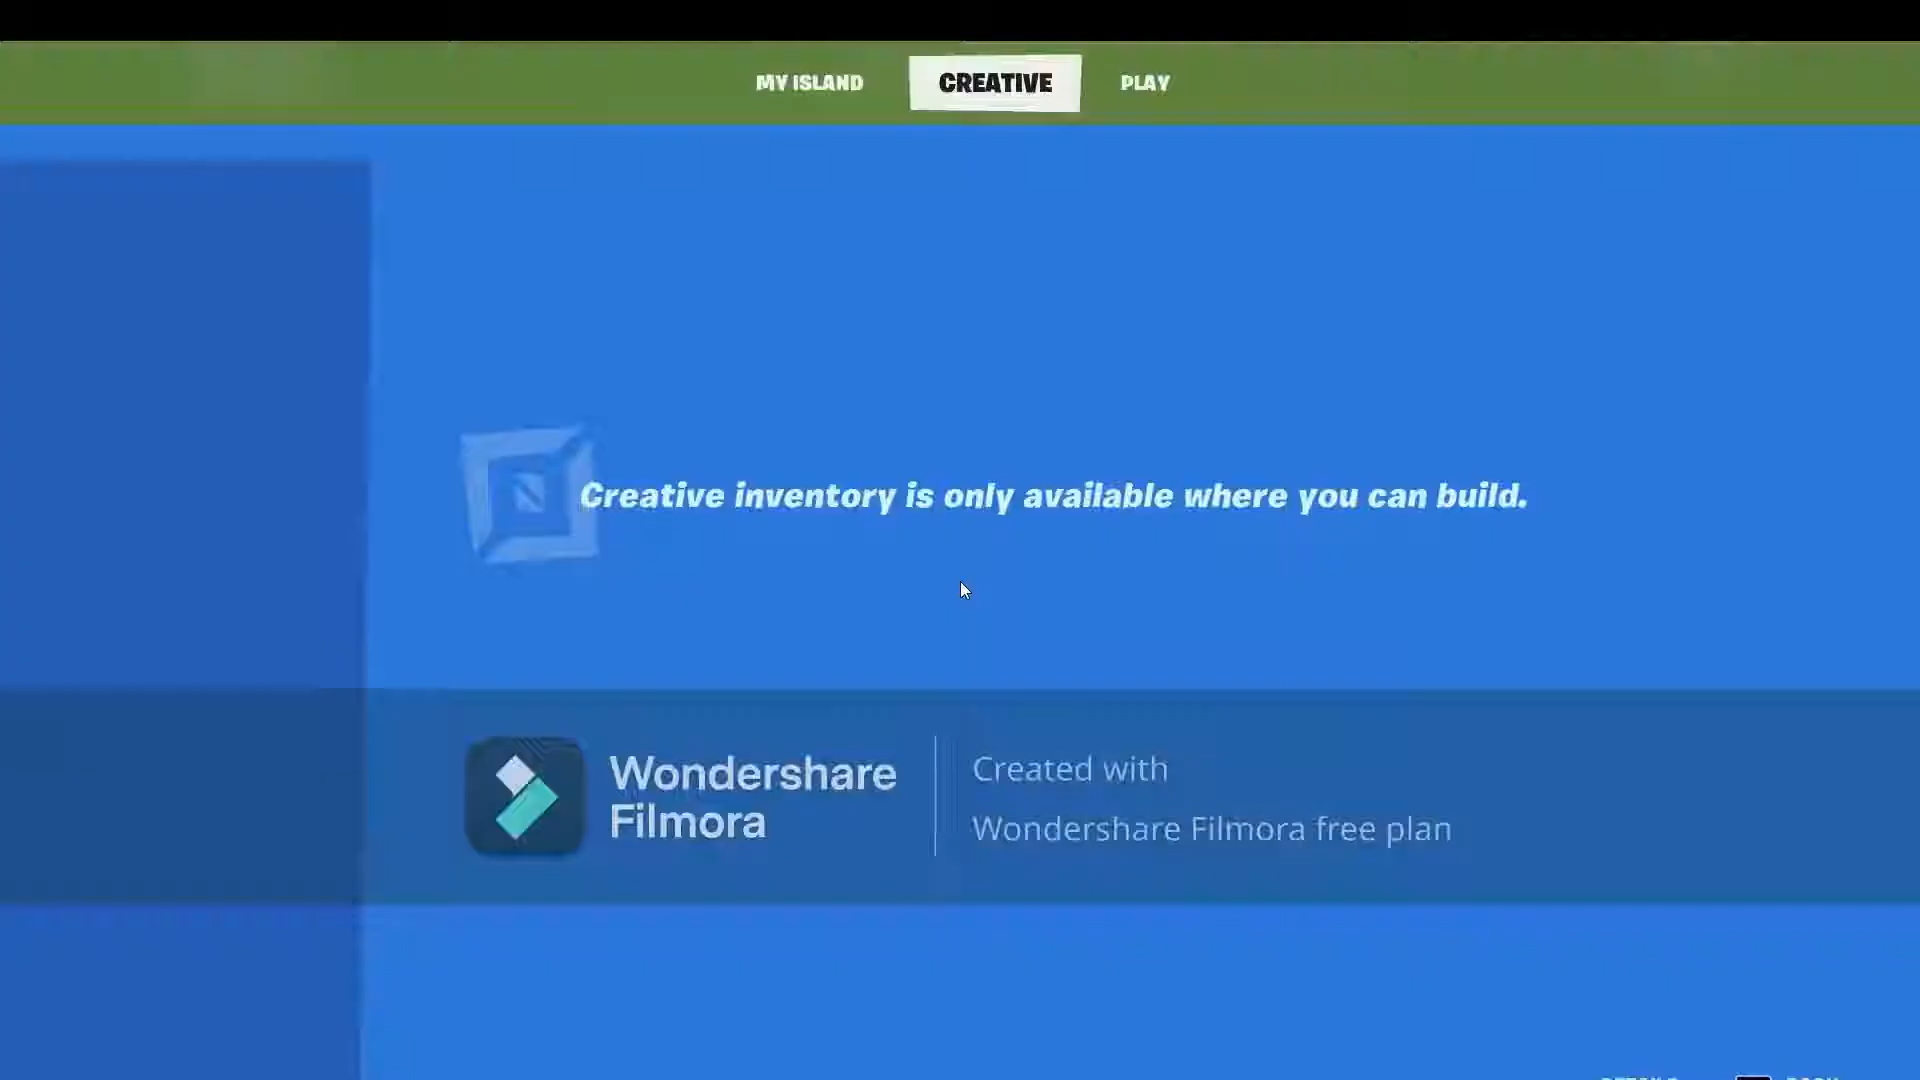 MY ISLAND CREATIVE PLAY
Creative inventory is only available where you can build.
Wondershare
Filmora
Created with
Wondershare Filmora free plan